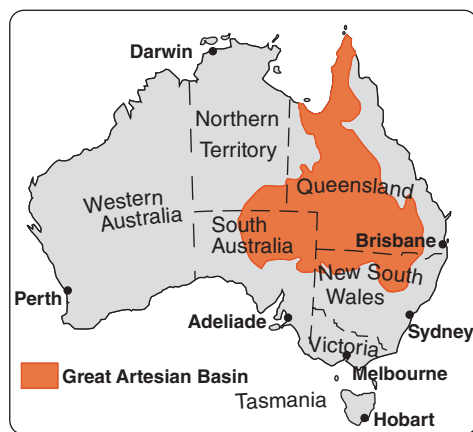 Darwin
Northern
Territory
Queensland
Western
Australia
South
Australia
Brisbane
New South
Wales
Perth
Adeliade
Sydney
Victoria
Great Artesian Basin
Melbourne
Tasmania
Hobart